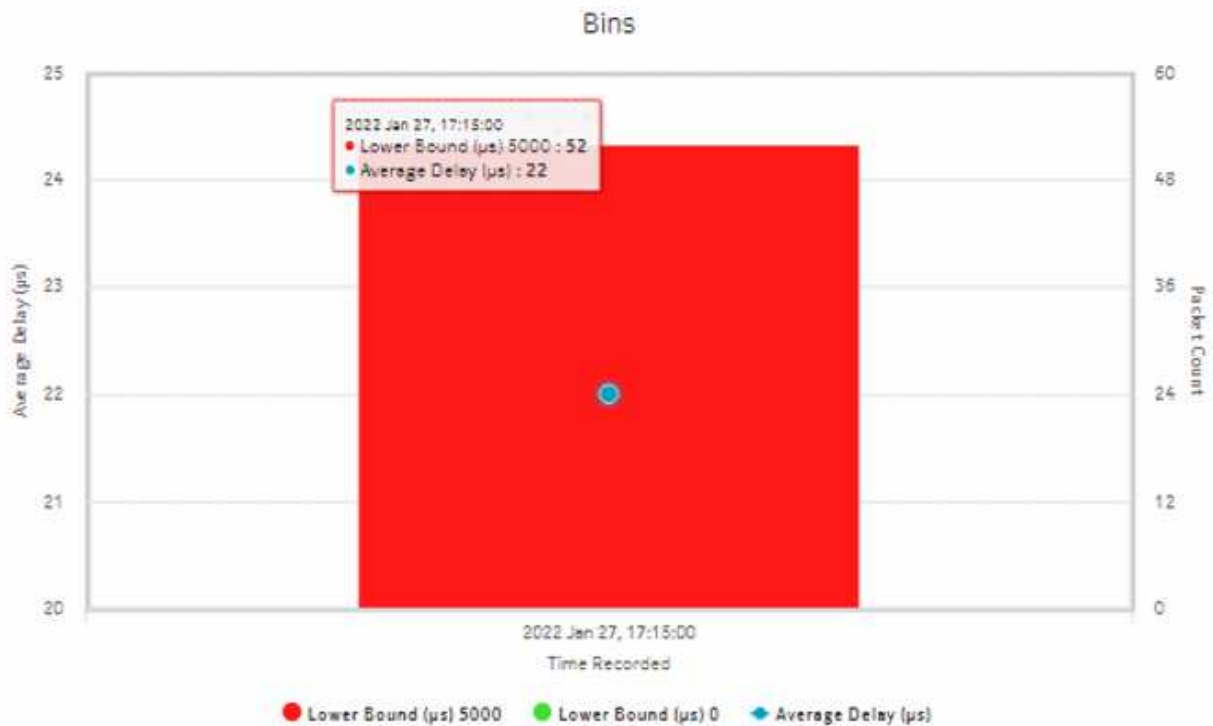 Bins
25
24
23
22
21
20
Average Delay (µs)
2022 Jan 27, 17:15:00
Lower Bound (µs) 5000 : 52
Average Delay (µs) : 22
60
48
36
24
12
0
Packet Count
2022 Jan 27, 17:15:00
Time Recorded
Lower Bound (µs) 5000 Lower Bound (µs) 0 Average Delay (µs)